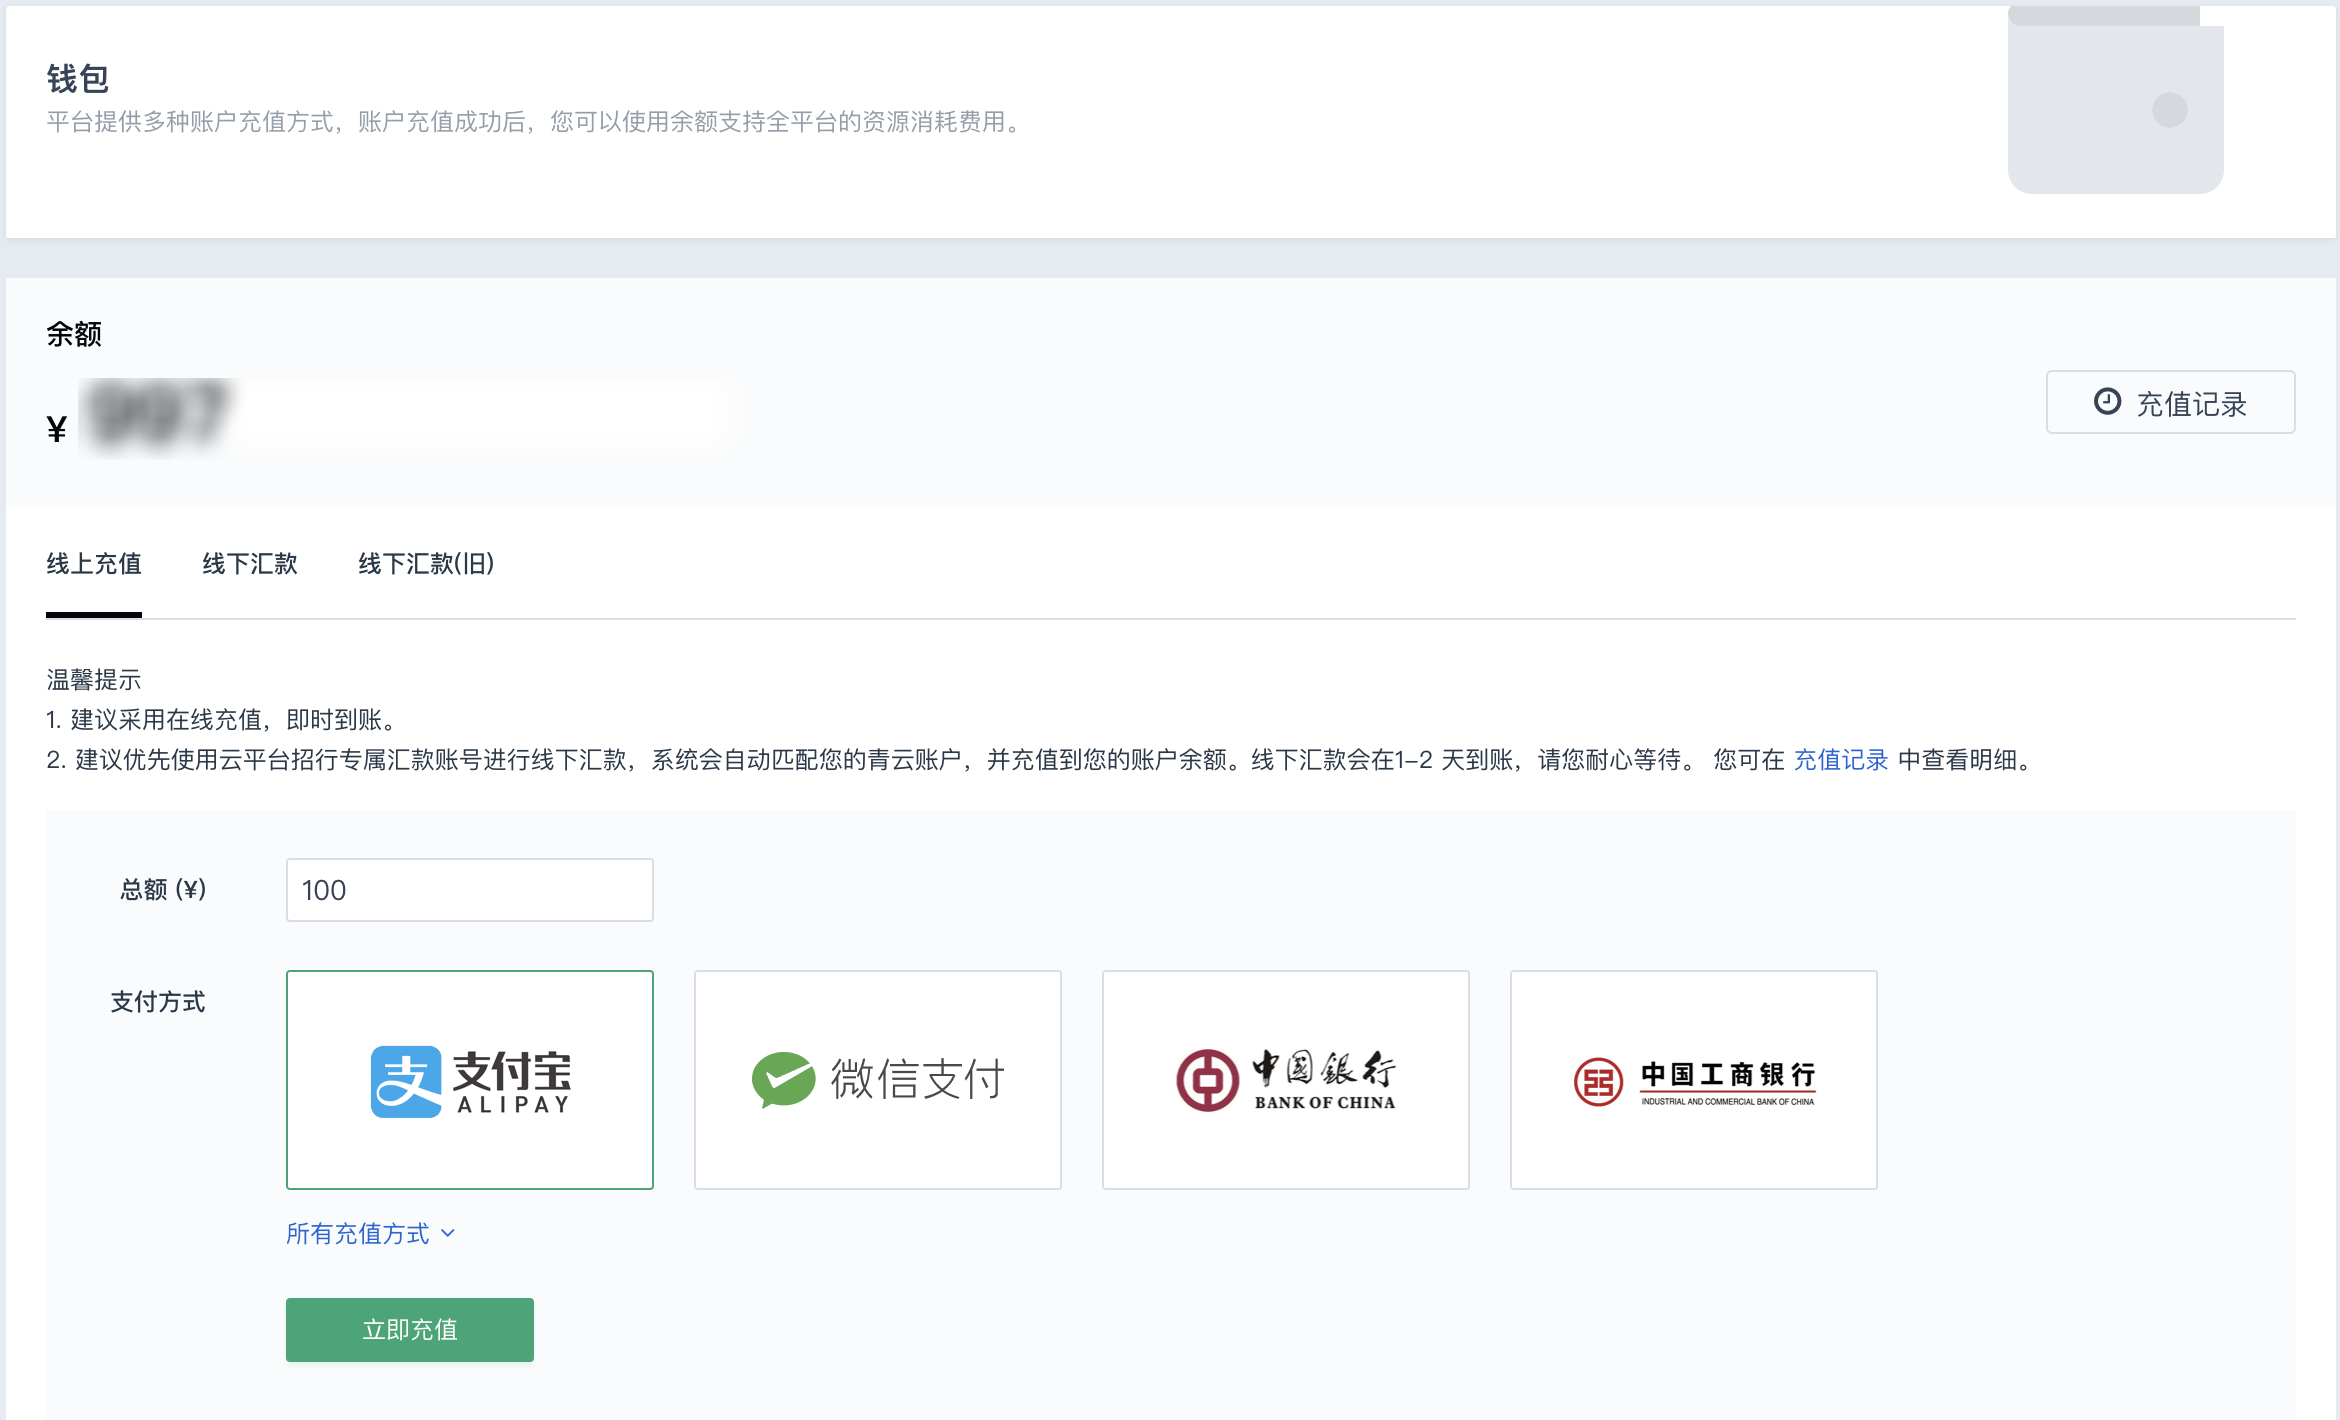 钱包
平台提供多种账户充值方式，账户充值成功后，您可以使用余额支持全平台的资源消耗费用。
余额
¥
充值记录
线上充值 线下汇款 线下汇款(旧)
温馨提示
1. 建议采用在线充值，即时到账。
2. 建议优先使用云平台招行专属汇款账号进行线下汇款，系统会自动匹配您的青云账户，并充值到您的账户余额。线下汇款会在1-2 天到账，请您耐心等待。 您可在 充值记录 中查看明细。
总额 (¥)
100
支付方式
支
支付宝
ALIPAY
微信支付
中國銀行
BANK OF CHINA
中国工商银行
INDUSTRIAL AND COMMERCIAL BANK OF CHINA
所有充值方式
立即充值